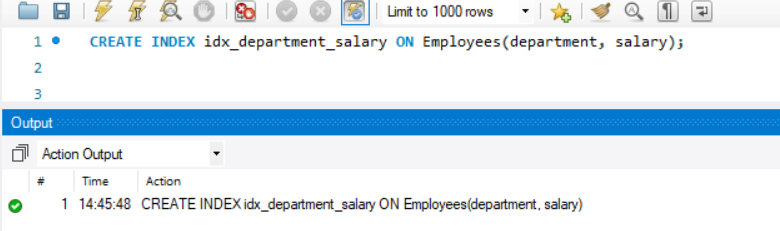 Limit to 1000 rows
1 CREATE INDEX idx_department_salary ON Employees(department, salary);
2
3
Output
Action Output
# Time Action
1 14:45:48 CREATE INDEX idx_department_salary ON Employees(department, salary)